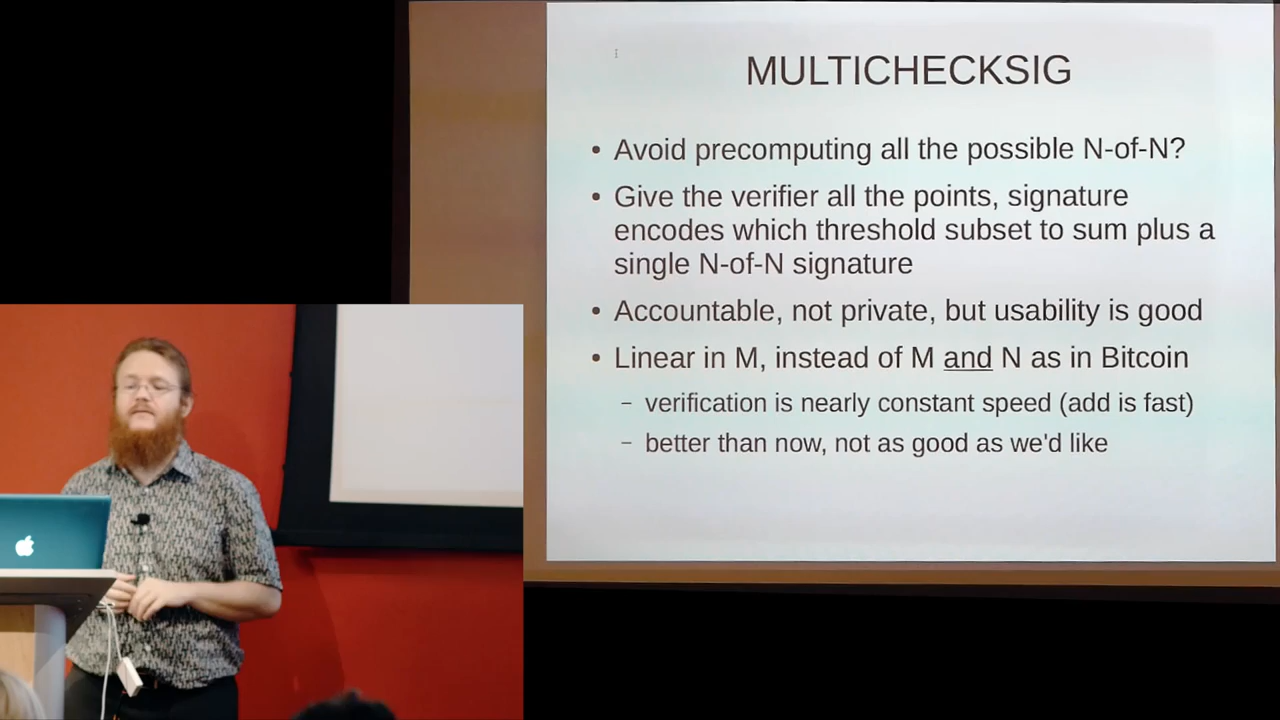 MULTICHECKSIG
• Avoid precomputing all the possible N-of-N?
• Give the verifier all the points, signature
encodes which threshold subset to sum plus a
single N-of-N signature
• Accountable, not private, but usability is good
• Linear in M, instead of M and N as in Bitcoin
– verification is nearly constant speed (add is fast)
– better than now, not as good as we'd like